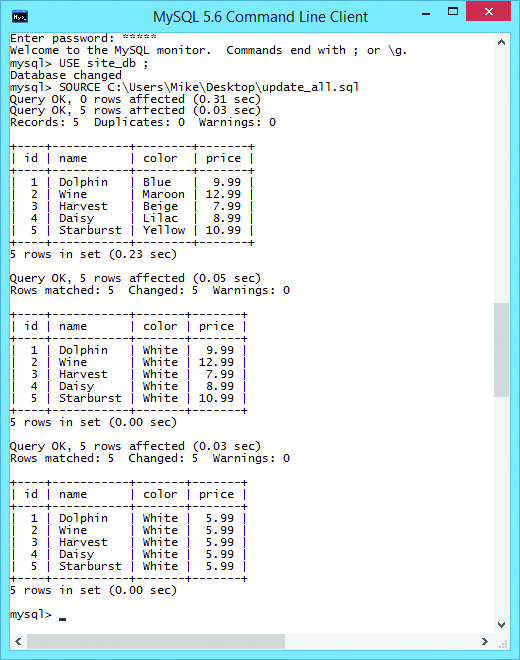 MySQL 5.6 Command Line Client
Enter password: *****
Welcome to the MySQL monitor.  Commands end with ; or \g.
mysql> USE site_db ;
Database changed
mysql> SOURCE C:\Users\Mike\Desktop\update_all.sql
Query OK, 0 rows affected (0.31 sec)
Query OK, 5 rows affected (0.03 sec)
Records: 5  Duplicates: 0  Warnings: 0
+----+-----------+--------+-------+
| id | name      | color  | price |
+----+-----------+--------+-------+
|  1 | Dolphin   | Blue   |  9.99 |
|  2 | Wine      | Maroon | 12.99 |
|  3 | Harvest   | Beige  |  7.99 |
|  4 | Daisy     | Lilac  |  8.99 |
|  5 | Starburst | Yellow | 10.99 |
+----+-----------+--------+-------+
5 rows in set (0.23 sec)
Query OK, 5 rows affected (0.05 sec)
Rows matched: 5  Changed: 5  Warnings: 0
+----+-----------+-------+-------+
| id | name      | color | price |
+----+-----------+-------+-------+
|  1 | Dolphin   | White |  9.99 |
|  2 | Wine      | White | 12.99 |
|  3 | Harvest   | White |  7.99 |
|  4 | Daisy     | White |  8.99 |
|  5 | Starburst | White | 10.99 |
+----+-----------+-------+-------+
5 rows in set (0.00 sec)
Query OK, 5 rows affected (0.03 sec)
Rows matched: 5  Changed: 5  Warnings: 0
+----+-----------+-------+-------+
| id | name      | color | price |
+----+-----------+-------+-------+
|  1 | Dolphin   | White |  5.99 |
|  2 | Wine      | White |  5.99 |
|  3 | Harvest   | White |  5.99 |
|  4 | Daisy     | White |  5.99 |
|  5 | Starburst | White |  5.99 |
+----+-----------+-------+-------+
5 rows in set (0.00 sec)
mysql> _